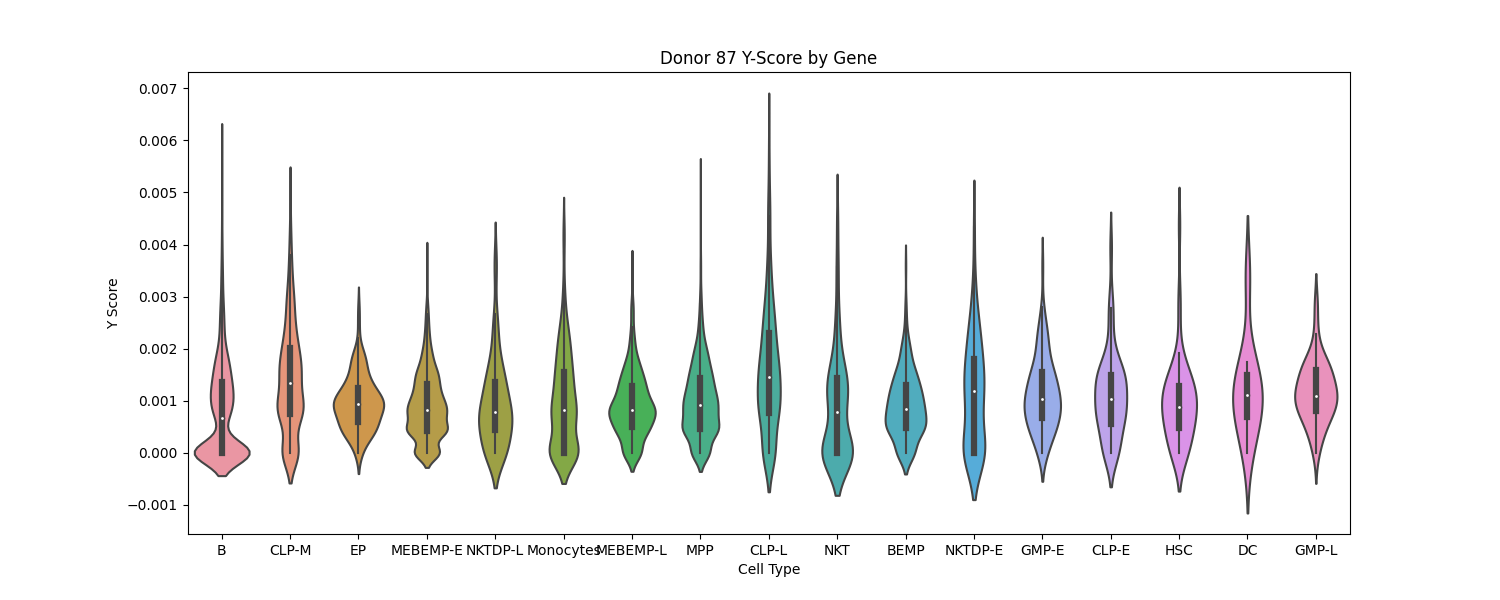 Donor 87 Y-Score by Gene
0.007
0.006
0.005
0.004
0.003
0.002
0.001
0.000
−0.001
Y Score
B CLP-M EP MEBEMP-E NKTDP-L Monocytes MEBEMP-L MPP CLP-L NKT BEMP NKTDP-E GMP-E CLP-E HSC DC GMP-L
Cell Type